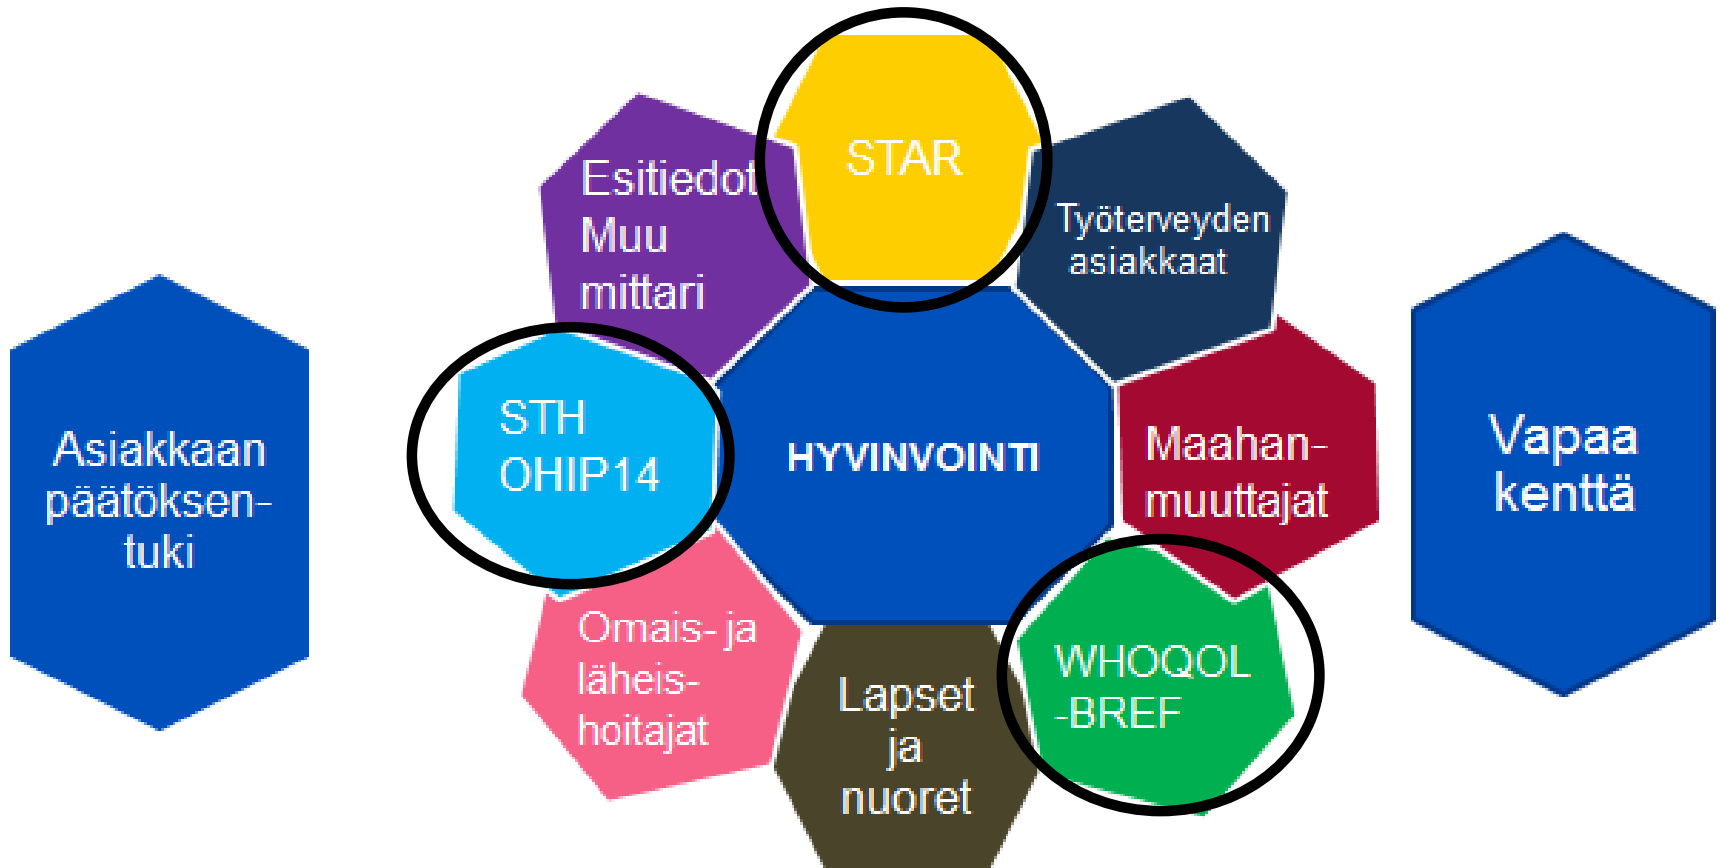 STAR
Esitiedot
Muu
mittari
Työterveyden
asiakkaat
STH
OHIP14
HYVINVOINTI
Maahan-
muuttajat
Asiakkaan
päätöksen-
tuki
Vapaa
kenttä
Omais- ja
läheis-
hoitajat
Lapset
ja
nuoret
WHOQOL
-BREF